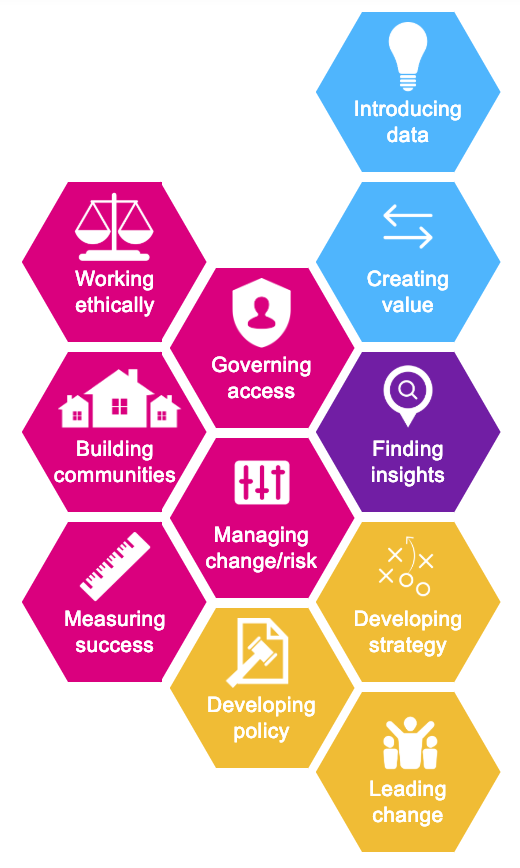 Introducing
data
Working
ethically
Creating
value
Governing
access
Building
communities
Finding
insights
Managing
change/risk
Measuring
success
Developing
strategy
Developing
policy
Leading
change